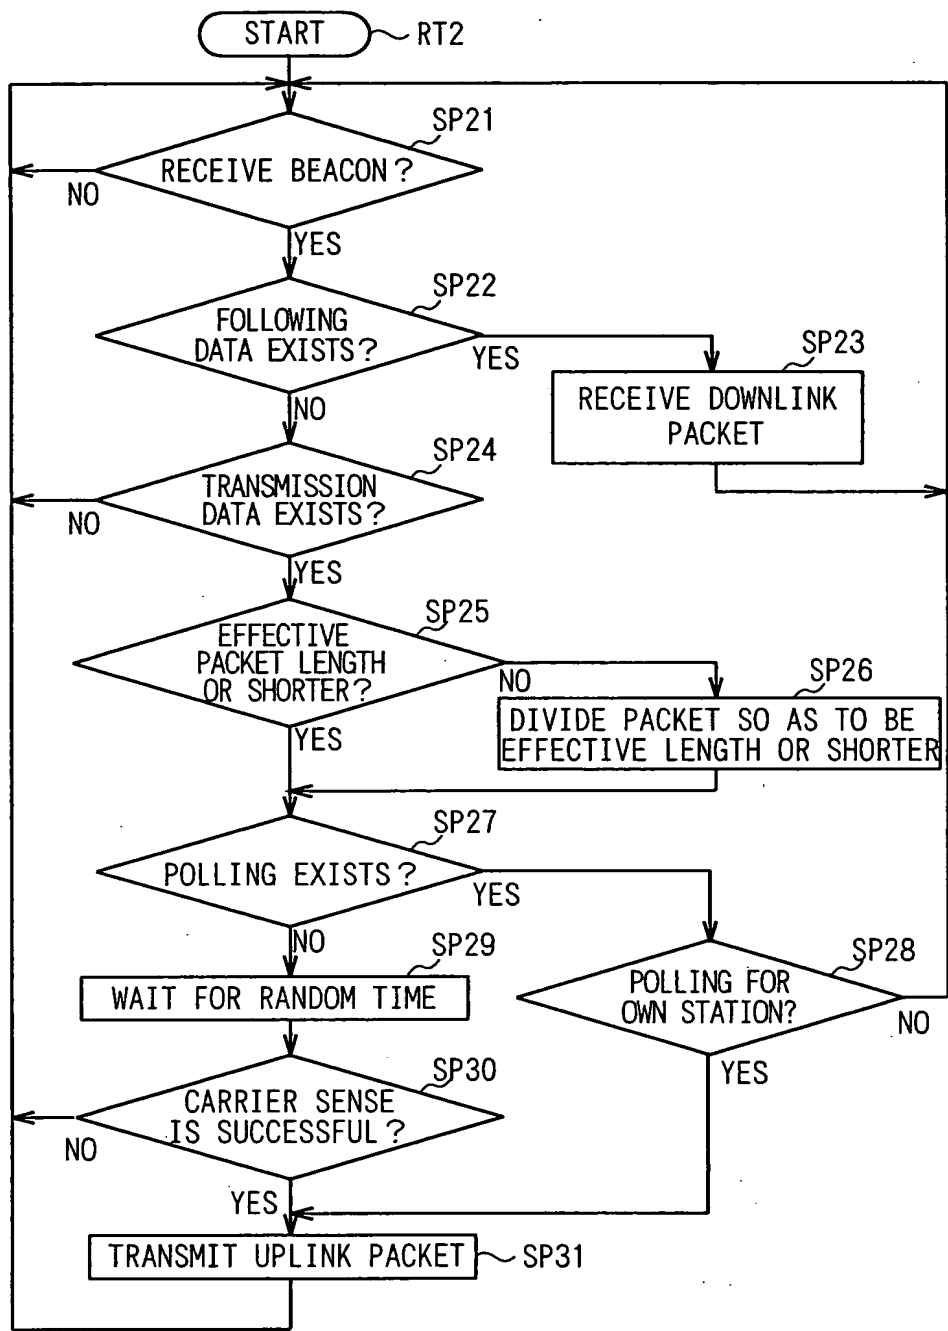 START
RT2
SP21
RECEIVE BEACON?
NO
YES
SP22
FOLLOWING
DATA EXISTS?
YES
NO
SP23
RECEIVE DOWNLINK
PACKET
SP24
TRANSMISSION
DATA EXISTS?
NO
YES
SP25
EFFECTIVE
PACKET LENGTH
OR SHORTER?
NO
YES
SP26
DIVIDE PACKET SO AS TO BE
EFFECTIVE LENGTH OR SHORTER
SP27
POLLING EXISTS?
YES
NO
SP28
POLLING FOR
OWN STATION?
NO
YES
SP29
WAIT FOR RANDOM TIME
SP30
CARRIER SENSE
IS SUCCESSFUL?
NO
YES
TRANSMIT UPLINK PACKET
SP31